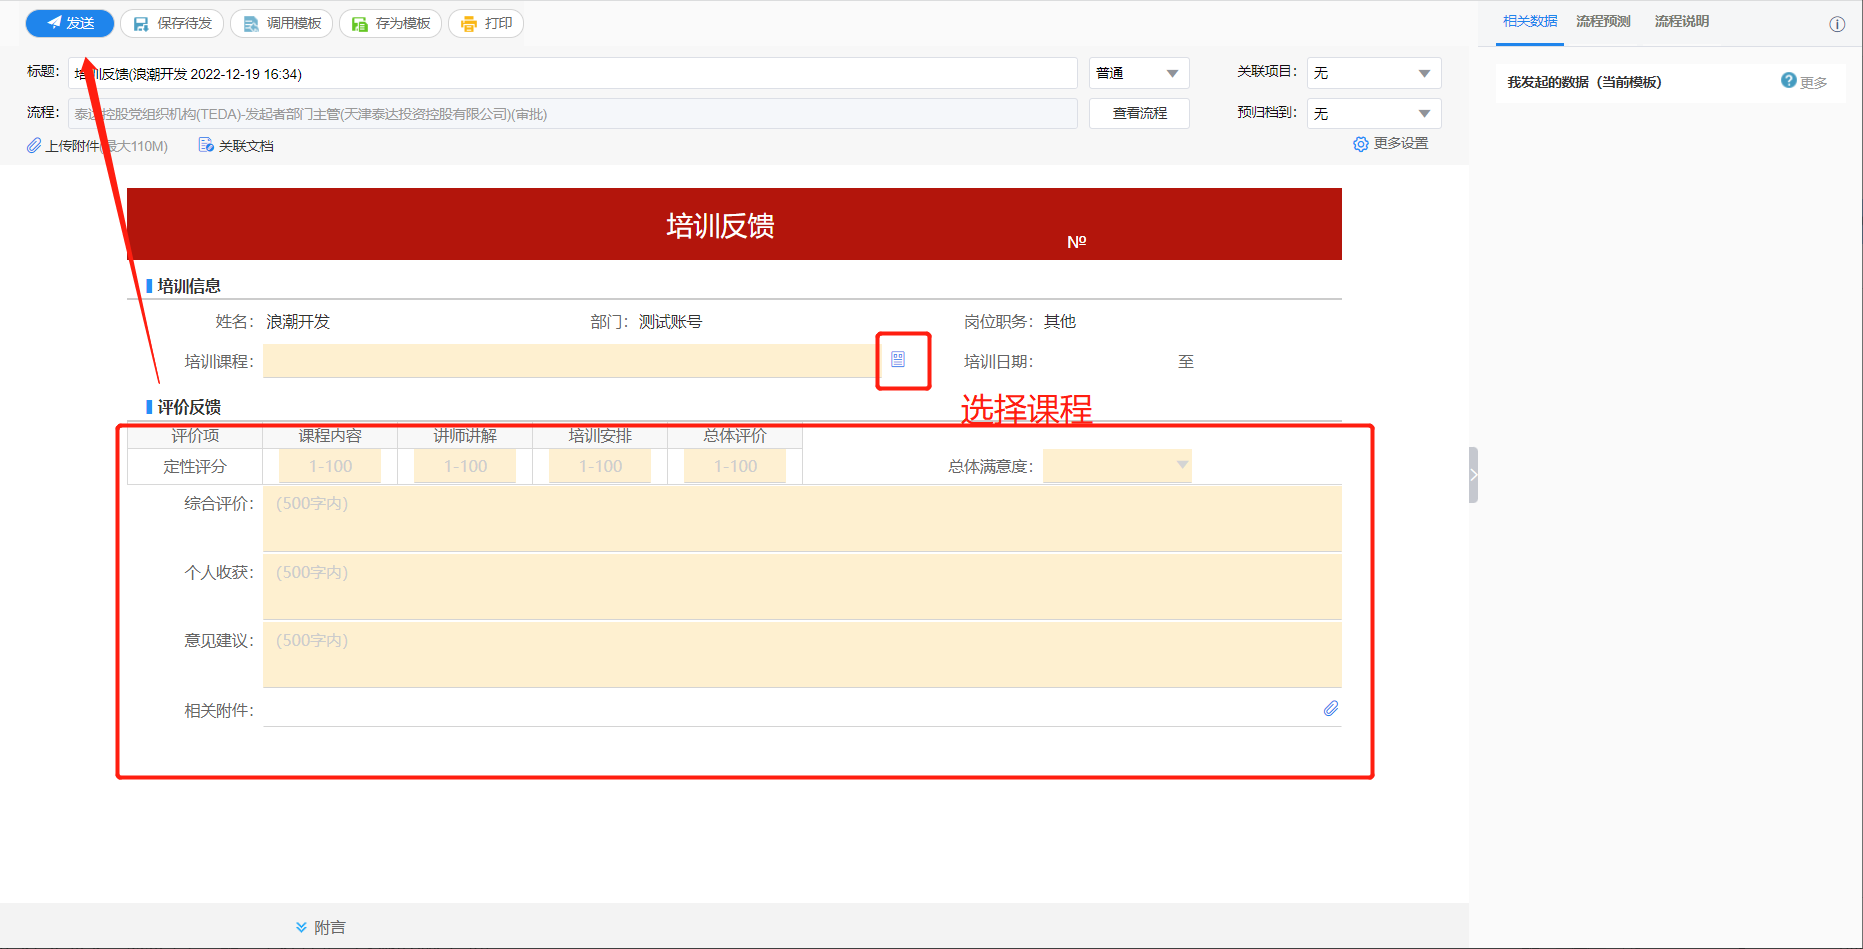 发送 保存待发 调用模板 存为模板 打印 相关数据 流程预测 流程说明
标题： 培训反馈(浪潮开发 2022-12-19 16:34) 普通 关联项目： 无 我发起的数据（当前模板） 更多
流程： 泰达控股党组织机构(TEDA)-发起者部门主管(天津泰达投资控股有限公司)(审批) 查看流程 预归档到： 无
上传附件(最大110M) 关联文档 更多设置
培训反馈 №
培训信息
姓名： 浪潮开发 部门： 测试账号 岗位职务： 其他
培训课程： 培训日期： 至
选择课程
评价反馈
评价项 课程内容 讲师讲解 培训安排 总体评价
定性评分 1-100 1-100 1-100 1-100 总体满意度：
综合评价： (500字内)
个人收获： (500字内)
意见建议： (500字内)
相关附件：
附言